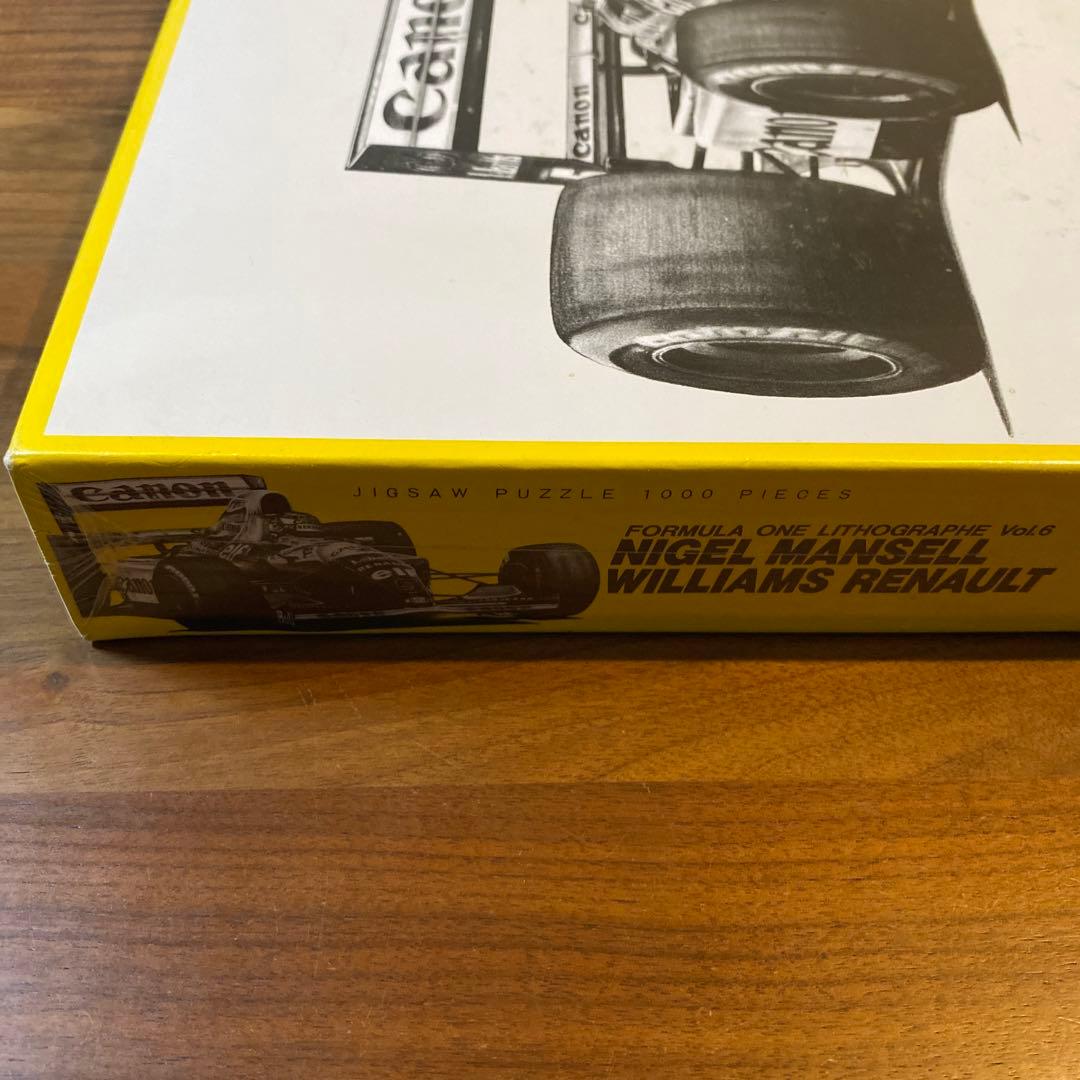 Canon
canon
Canon
JIGSAW PUZZLE 1000 PIECES
FORMULA ONE LITHOGRAPHE Vol.6
NIGEL MANSELL
WILLIAMS RENAULT